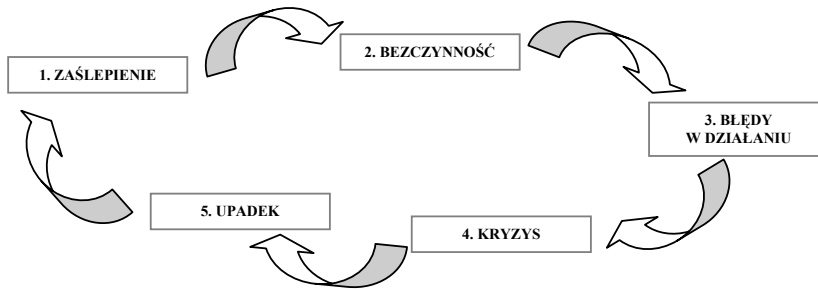 1. ZAŚLEPIENIE
2. BEZCZYNNOŚĆ
3. BŁĘDY
W DZIAŁANIU
4. KRYZYS
5. UPADEK